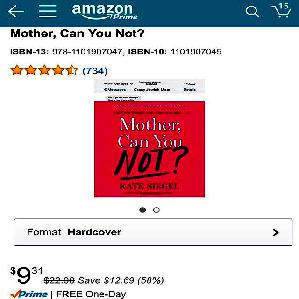 amazon
Prime
15
Mother, Can You Not?
ISBN-13: 978-1101907047, ISBN-10: 1101907045
(734)
Mother,
Can You
NOT?
KATE SIEGEL
Format Hardcover
$9.31
$22.00 Save $12.69 (58%)
Prime | FREE One-Day